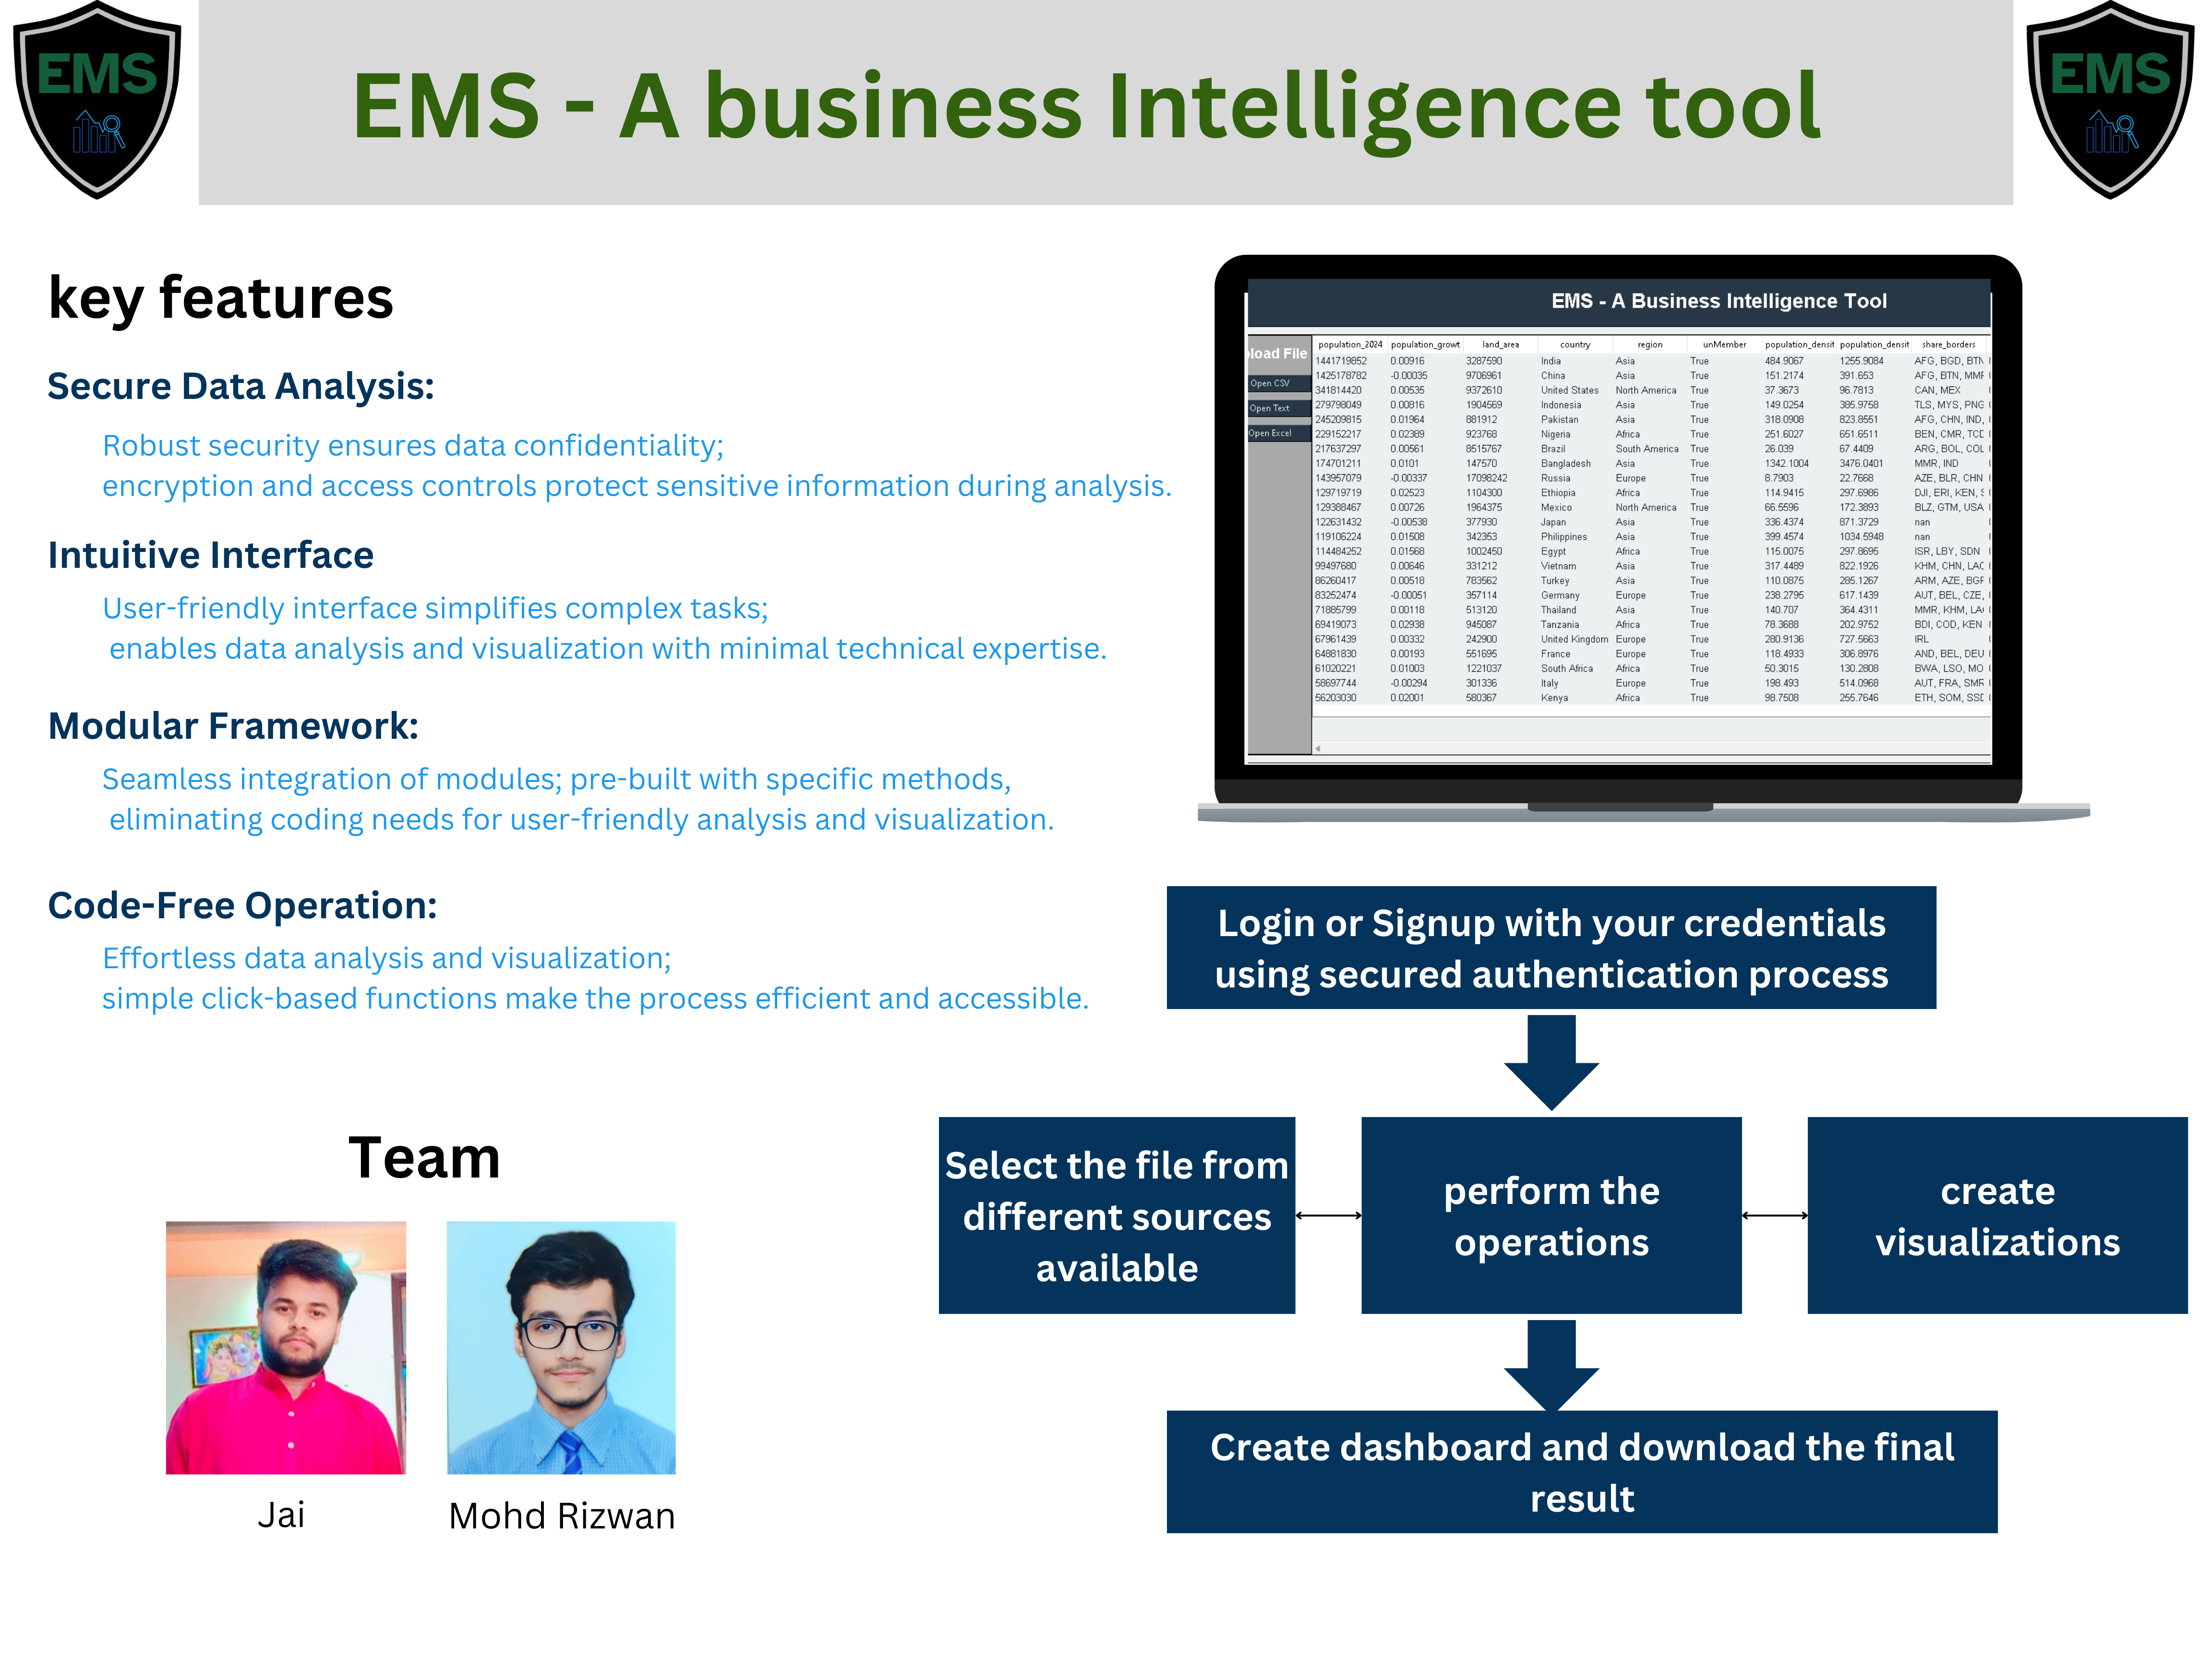 EMS
EMS - A business Intelligence tool
EMS
key features
Secure Data Analysis:
Robust security ensures data confidentiality;
encryption and access controls protect sensitive information during analysis.
Intuitive Interface
User-friendly interface simplifies complex tasks;
enables data analysis and visualization with minimal technical expertise.
Modular Framework:
Seamless integration of modules; pre-built with specific methods,
eliminating coding needs for user-friendly analysis and visualization.
Code-Free Operation:
Effortless data analysis and visualization;
simple click-based functions make the process efficient and accessible.
Team
Jai
Mohd Rizwan
EMS - A Business Intelligence Tool
load File
Open CSV
Open Text
Open Excel
population_2024 population_growt land_area country region unMember population_densit population_densit share_borders
1441719852 0.00916 3287590 India Asia True 484.9067 1255.9084 AFG, BGD, BTN
1425178782 -0.00035 9706961 China Asia True 151.2174 391.653 AFG, BTN, MMF
341814420 0.00535 9372610 United States North America True 37.3673 96.7813 CAN, MEX
279798049 0.00816 1904569 Indonesia Asia True 149.0254 385.9758 TLS, MYS, PNG
245209815 0.01964 881912 Pakistan Asia True 318.0908 823.8551 AFG, CHN, IND,
229152217 0.02389 923768 Nigeria Africa True 251.6027 651.6511 BEN, CMR, TCD
217637297 0.00561 8515767 Brazil South America True 26.039 67.4409 ARG, BOL, COL
174701211 0.0101 147570 Bangladesh Asia True 1342.1004 3476.0401 MMR, IND
143957079 -0.00337 17098242 Russia Europe True 8.7903 22.7668 AZE, BLR, CHN
129719719 0.02523 1104300 Ethiopia Africa True 114.9415 297.6986 DJI, ERI, KEN,
129388467 0.00726 1964375 Mexico North America True 66.5596 172.3893 BLZ, GTM, USA
122631432 -0.00538 377930 Japan Asia True 336.4374 871.3729 nan
119106224 0.01508 342353 Philippines Asia True 399.4574 1034.5948 nan
114484252 0.01568 1002450 Egypt Africa True 115.0075 297.8695 ISR, LBY, SDN
99497680 0.00646 331212 Vietnam Asia True 317.4489 822.1926 KHM, CHN, LAC
86260417 0.00518 783562 Turkey Asia True 110.0875 285.1267 ARM, AZE, BGF
83252474 -0.00051 357114 Germany Europe True 238.2795 617.1439 AUT, BEL, CZE,
71885799 0.00118 513120 Thailand Asia True 140.707 364.4311 MMR, KHM, LA
69419073 0.02938 945087 Tanzania Africa True 78.3688 202.9752 BDI, COD, KEN
67961439 0.00332 242900 United Kingdom Europe True 280.9136 727.5663 IRL
64881830 0.00193 551695 France Europe True 118.4933 306.8976 AND, BEL, DEU
61020221 0.01003 1221037 South Africa Africa True 50.3015 130.2808 BWA, LSO, MO
58697744 -0.00294 301336 Italy Europe True 198.493 514.0968 AUT, FRA, SMR
56203030 0.02001 580367 Kenya Africa True 98.7508 255.7646 ETH, SOM, SSD
Login or Signup with your credentials
using secured authentication process
Select the file from
different sources
available
perform the
operations
create
visualizations
Create dashboard and download the final
result